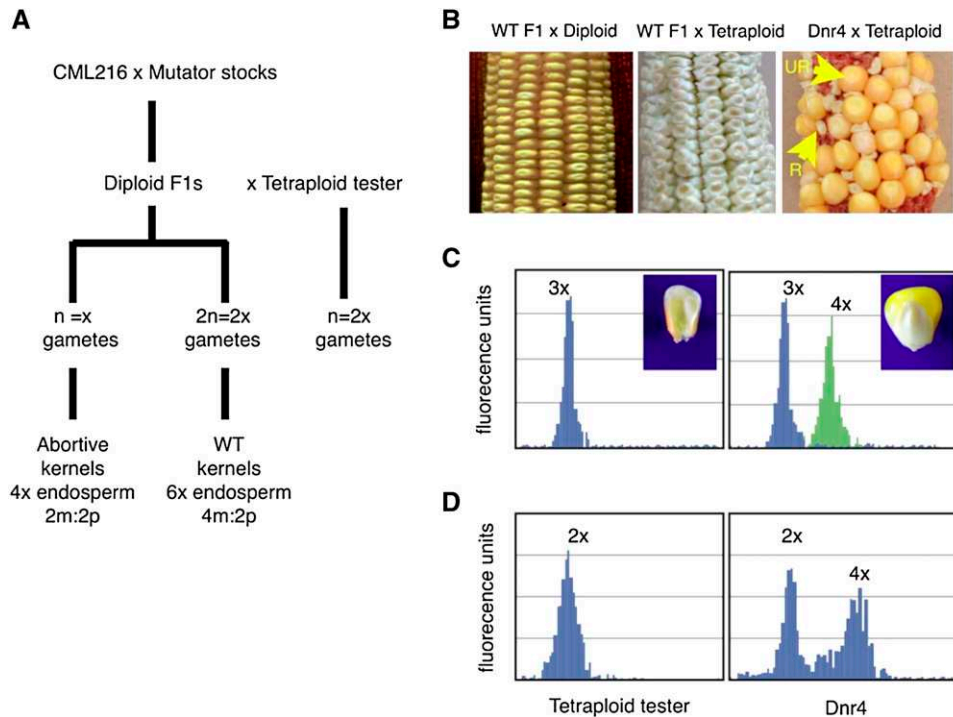 A
CML216 x Mutator stocks
Diploid F1s
x Tetraploid tester
n =x
gametes
2n=2x
gametes
n=2x
gametes
Abortive
kernels
4x endosperm
2m:2p
WT
kernels
6x endosperm
4m:2p
B
WT F1 x Diploid
WT F1 x Tetraploid
Dnr4 x Tetraploid
UR
R
C
fluorecence units
3x
3x
4x
D
fluorecence units
2x
2x
4x
Tetraploid tester
Dnr4